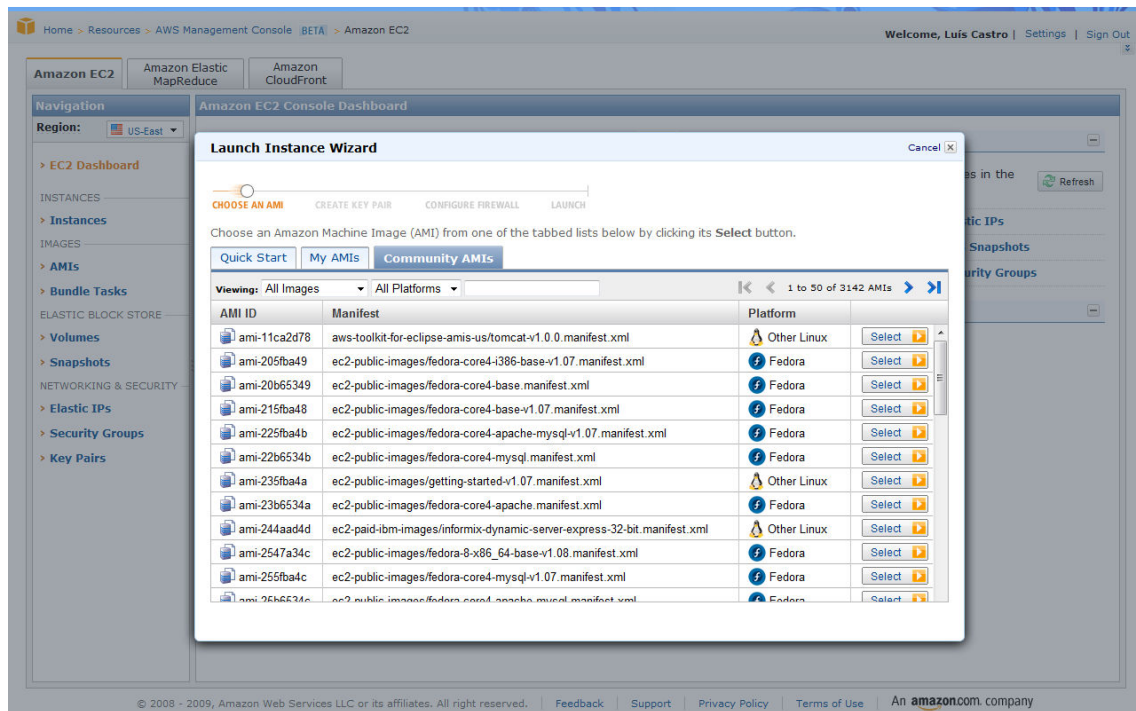 Home > Resources > AWS Management Console BETA > Amazon EC2
Welcome, Luís Castro | Settings | Sign Out
Amazon EC2
Amazon Elastic MapReduce
Amazon CloudFront
Navigation
Amazon EC2 Console Dashboard
Region: US-East
> EC2 Dashboard
INSTANCES
> Instances
IMAGES
> AMIs
> Bundle Tasks
ELASTIC BLOCK STORE
> Volumes
> Snapshots
NETWORKING & SECURITY
> Elastic IPs
> Security Groups
> Key Pairs
Launch Instance Wizard
Cancel x
CHOOSE AN AMI CREATE KEY PAIR CONFIGURE FIREWALL LAUNCH
Choose an Amazon Machine Image (AMI) from one of the tabbed lists below by clicking its Select button.
Quick Start My AMIs Community AMIs
Viewing: All Images All Platforms 1 to 50 of 3142 AMIs
AMI ID Manifest Platform
ami-11ca2d78 aws-toolkit-for-eclipse-amis-us/tomcat-v1.0.0.manifest.xml Other Linux Select
ami-205fba49 ec2-public-images/fedora-core4-i386-base-v1.07.manifest.xml Fedora Select
ami-20b65349 ec2-public-images/fedora-core4-base.manifest.xml Fedora Select
ami-215fba48 ec2-public-images/fedora-core4-base-v1.07.manifest.xml Fedora Select
ami-225fba4b ec2-public-images/fedora-core4-apache-mysql-v1.07.manifest.xml Fedora Select
ami-22b6534b ec2-public-images/fedora-core4-mysql.manifest.xml Fedora Select
ami-235fba4a ec2-public-images/getting-started-v1.07.manifest.xml Other Linux Select
ami-23b6534a ec2-public-images/fedora-core4-apache.manifest.xml Fedora Select
ami-244aad4d ec2-paid-ibm-images/informix-dynamic-server-express-32-bit.manifest.xml Other Linux Select
ami-2547a34c ec2-public-images/fedora-8-x86_64-base-v1.08.manifest.xml Fedora Select
ami-255fba4c ec2-public-images/fedora-core4-mysql-v1.07.manifest.xml Fedora Select
ami-25b6534c ec2-public-images/fedora-core4-apache-mysql.manifest.xml Fedora Select
es in the
Refresh
tic IPs
Snapshots
urity Groups
© 2008 - 2009, Amazon Web Services LLC or its affiliates. All right reserved. | Feedback | Support | Privacy Policy | Terms of Use | An amazon.com. company